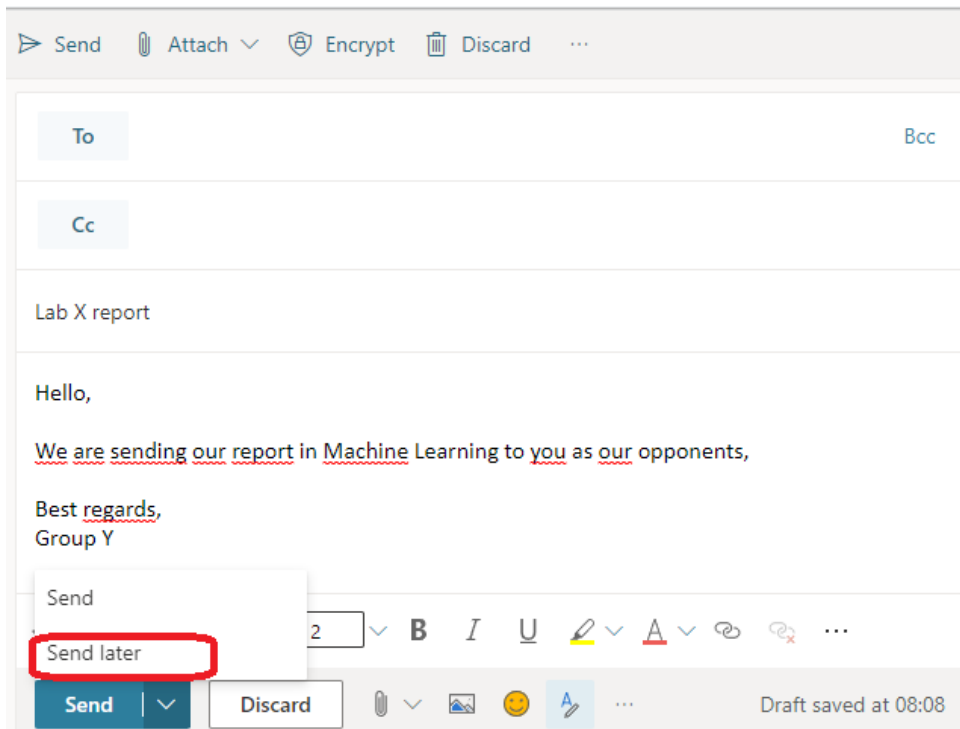 Send Attach Encrypt Discard ...
To Bcc
Cc
Lab X report
Hello,
We are sending our report in Machine Learning to you as our opponents,
Best regards,
Group Y
Send
2 B I U A ...
Send later
Send Discard ... Draft saved at 08:08